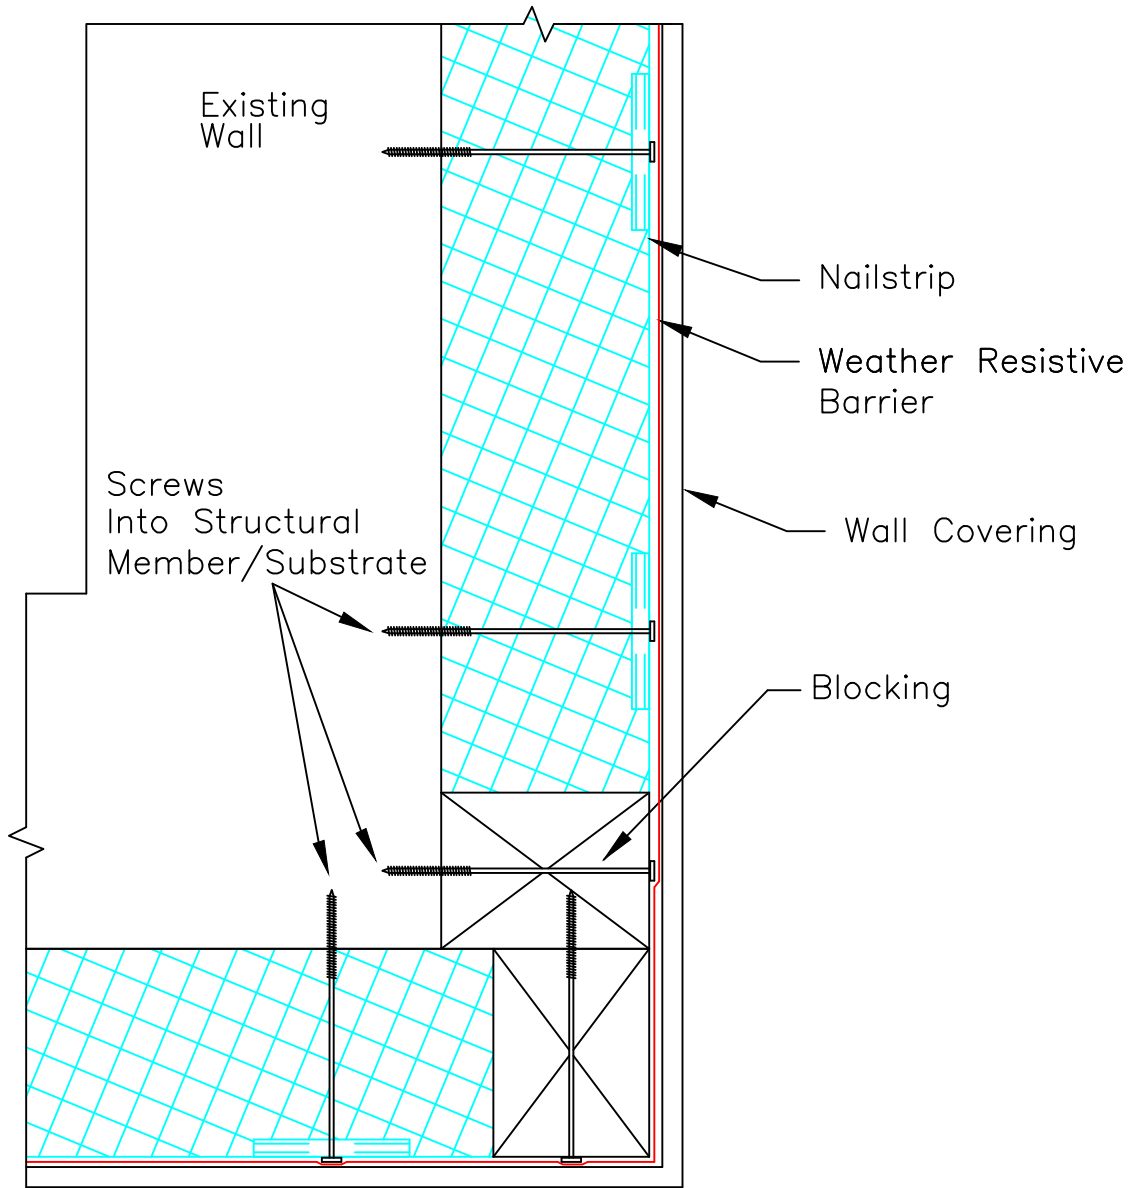 Existing
Wall
Nailstrip
Weather Resistive
Barrier
Screws
Into Structural
Member/Substrate
Wall Covering
Blocking